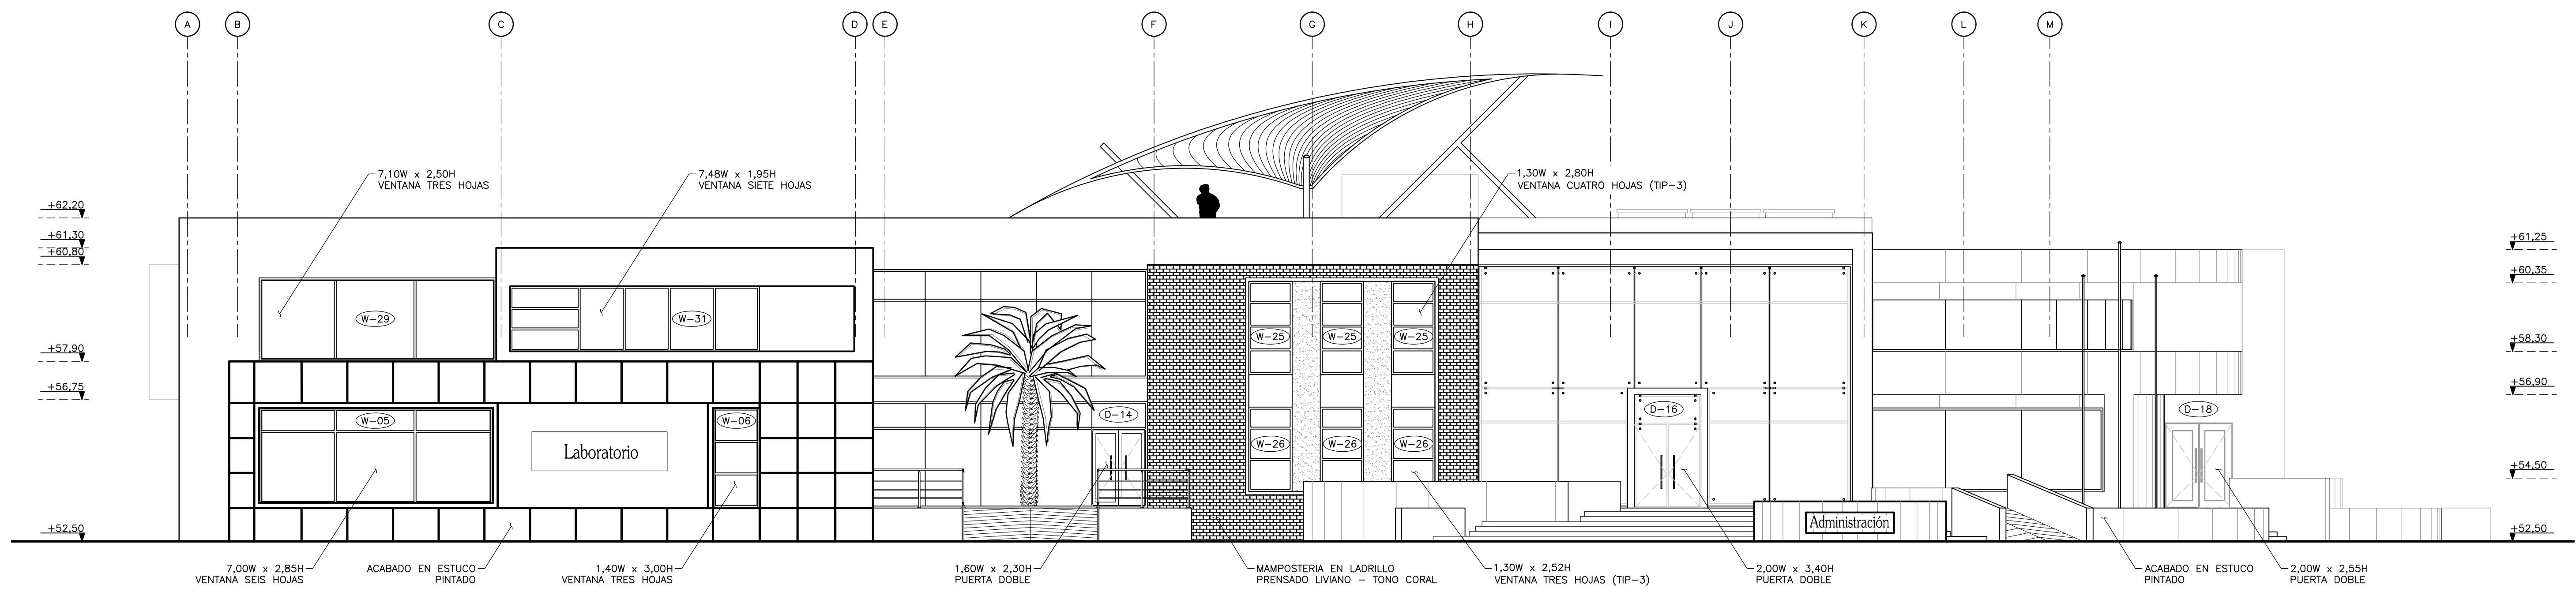 A B C D E F G H I J K L M
7,10W x 2,50H
VENTANA TRES HOJAS
7,48W x 1,95H
VENTANA SIETE HOJAS
1,30W x 2,80H
VENTANA CUATRO HOJAS (TIP-3)
+62,20
+61,30
+60,80
+57,90
+56,75
+52,50
+61,25
+60,35
+58,30
+56,90
+54,50
+52,50
W-29
W-31
W-25 W-25 W-25
W-05
W-06
D-14
D-16
D-18
W-26 W-26 W-26
Laboratorio
Administración
7,00W x 2,85H
VENTANA SEIS HOJAS
ACABADO EN ESTUCO
PINTADO
1,40W x 3,00H
VENTANA TRES HOJAS
1,60W x 2,30H
PUERTA DOBLE
MAMPOSTERIA EN LADRILLO
PRENSADO LIVIANO - TONO CORAL
1,30W x 2,52H
VENTANA TRES HOJAS (TIP-3)
2,00W x 3,40H
PUERTA DOBLE
ACABADO EN ESTUCO
PINTADO
2,00W x 2,55H
PUERTA DOBLE